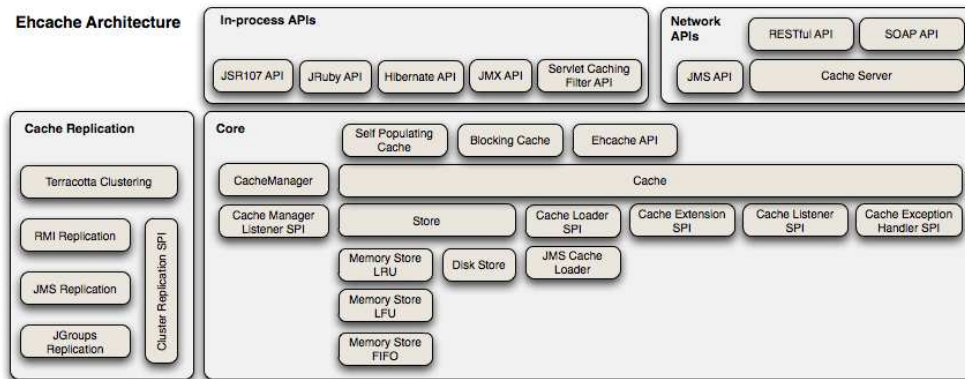 Ehcache Architecture
In-process APIs
JSR107 API
JRuby API
Hibernate API
JMX API
Servlet Caching
Filter API
Network
APIs
RESTful API
SOAP API
JMS API
Cache Server
Cache Replication
Terracotta Clustering
RMI Replication
JMS Replication
JGroups
Replication
Cluster Replication SPI
Core
Self Populating
Cache
Blocking Cache
Ehcache API
CacheManager
Cache
Cache Manager
Listener SPI
Store
Cache Loader
SPI
Cache Extension
SPI
Cache Listener
SPI
Cache Exception
Handler SPI
Memory Store
LRU
Disk Store
JMS Cache
Loader
Memory Store
LFU
Memory Store
FIFO